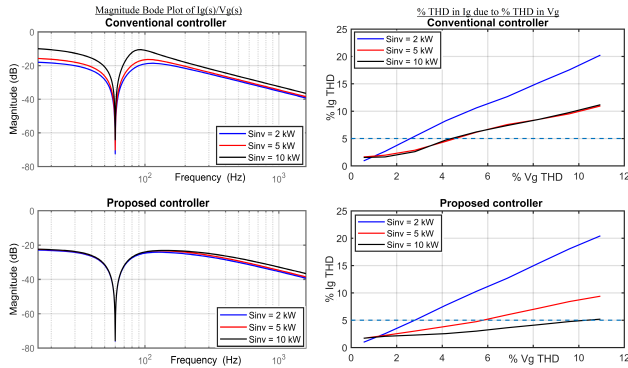 Magnitude Bode Plot of Ig(s)/Vg(s)
Conventional controller
0
-20
-40
-60
-80
Magnitude (dB)
10²
10³
Frequency (Hz)
Sinv = 2 kW
Sinv = 5 kW
Sinv = 10 kW
% THD in Ig due to % THD in Vg
Conventional controller
25
20
15
10
5
0
% Ig THD
0 2 4 6 8 10 12
% Vg THD
Sinv = 2 kW
Sinv = 5 kW
Sinv = 10 kW
Proposed controller
0
-20
-40
-60
-80
Magnitude (dB)
10²
10³
Frequency (Hz)
Sinv = 2 kW
Sinv = 5 kW
Sinv = 10 kW
Proposed controller
25
20
15
10
5
0
% Ig THD
0 2 4 6 8 10 12
% Vg THD
Sinv = 2 kW
Sinv = 5 kW
Sinv = 10 kW